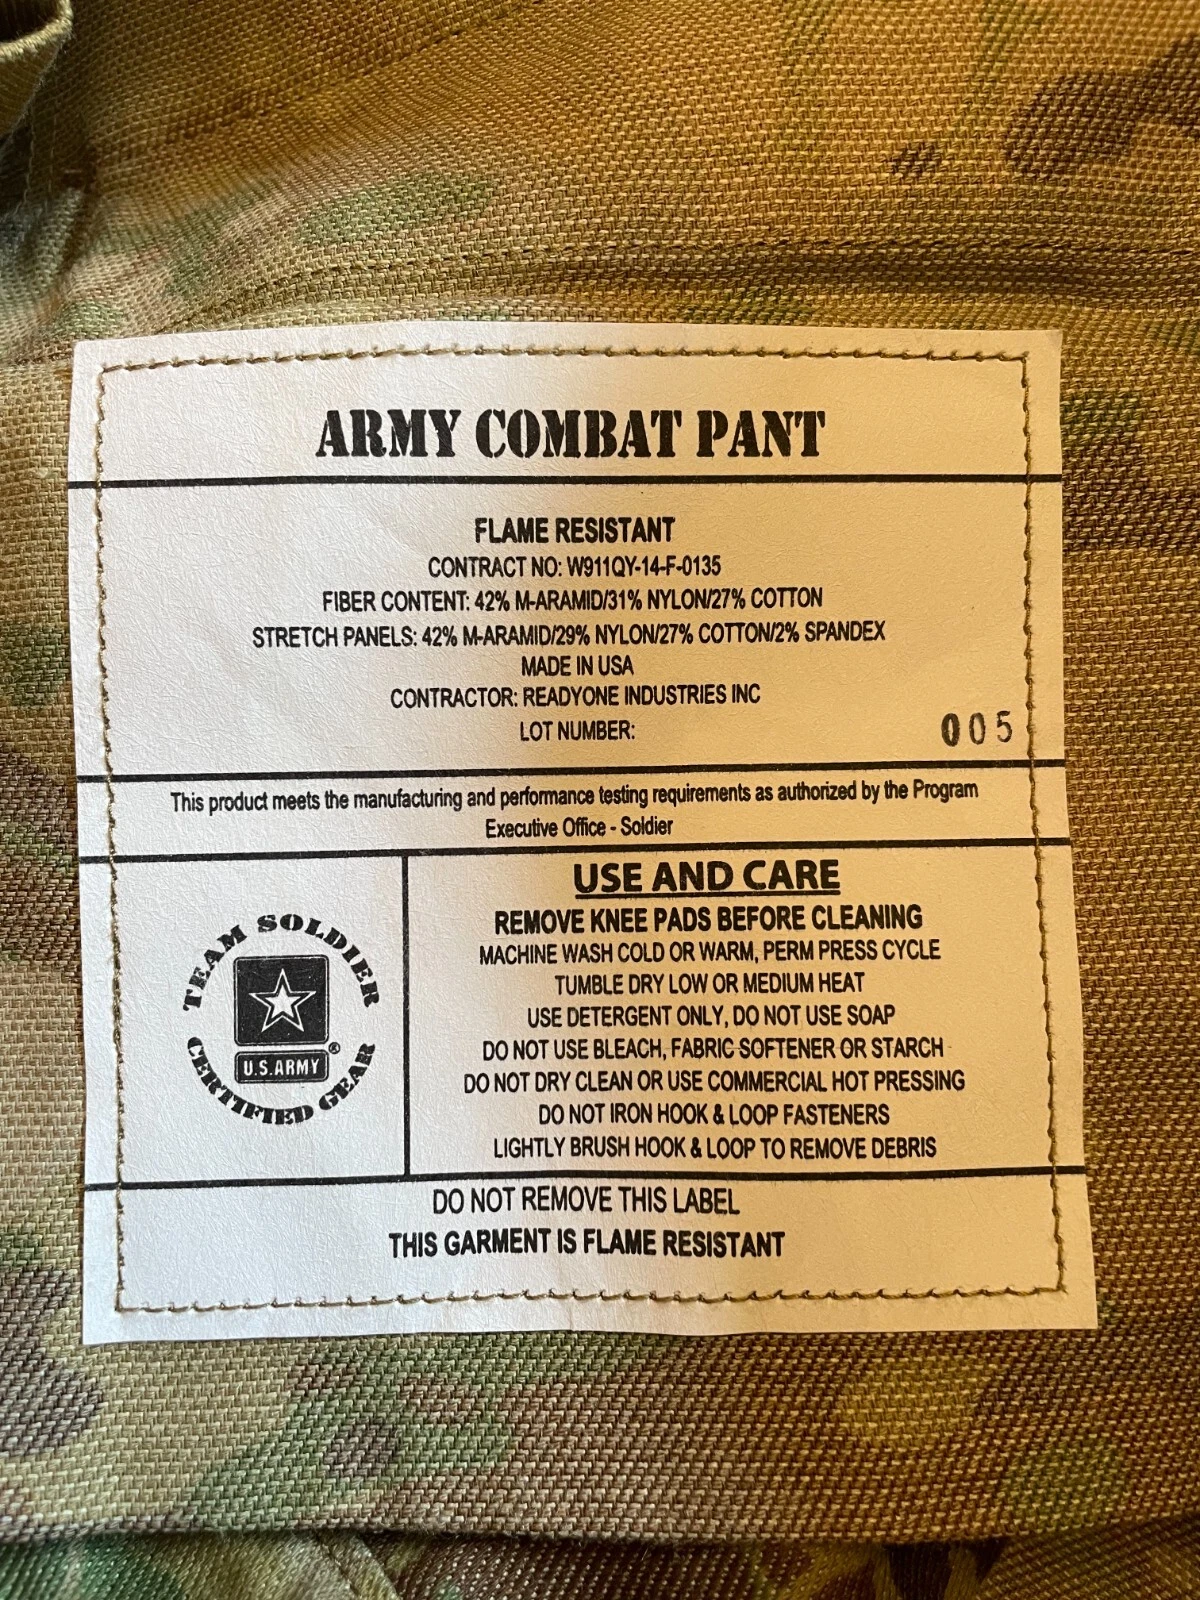 ARMY COMBAT PANT
FLAME RESISTANT
CONTRACT NO: W911QY-14-F-0135
FIBER CONTENT: 42% M-ARAMID/31% NYLON/27% COTTON
STRETCH PANELS: 42% M-ARAMID/29% NYLON/27% COTTON/2% SPANDEX
MADE IN USA
CONTRACTOR: READYONE INDUSTRIES INC
LOT NUMBER: 005
This product meets the manufacturing and performance testing requirements as authorized by the Program
Executive Office - Soldier
TEAM SOLDIER
U.S.ARMY®
CERTIFIED GEAR
USE AND CARE
REMOVE KNEE PADS BEFORE CLEANING
MACHINE WASH COLD OR WARM, PERM PRESS CYCLE
TUMBLE DRY LOW OR MEDIUM HEAT
USE DETERGENT ONLY, DO NOT USE SOAP
DO NOT USE BLEACH, FABRIC SOFTENER OR STARCH
DO NOT DRY CLEAN OR USE COMMERCIAL HOT PRESSING
DO NOT IRON HOOK & LOOP FASTENERS
LIGHTLY BRUSH HOOK & LOOP TO REMOVE DEBRIS
DO NOT REMOVE THIS LABEL
THIS GARMENT IS FLAME RESISTANT